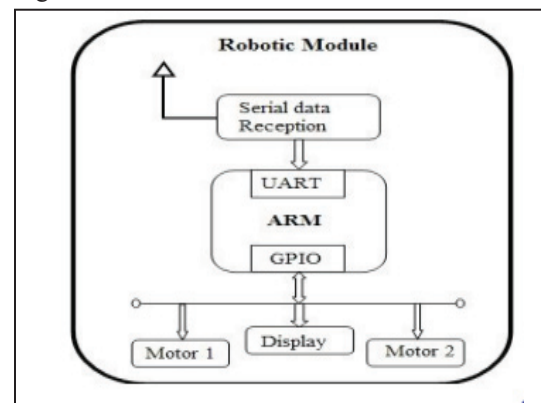 Robotic Module
Serial data
Reception
UART
ARM
GPIO
Motor 1
Display
Motor 2